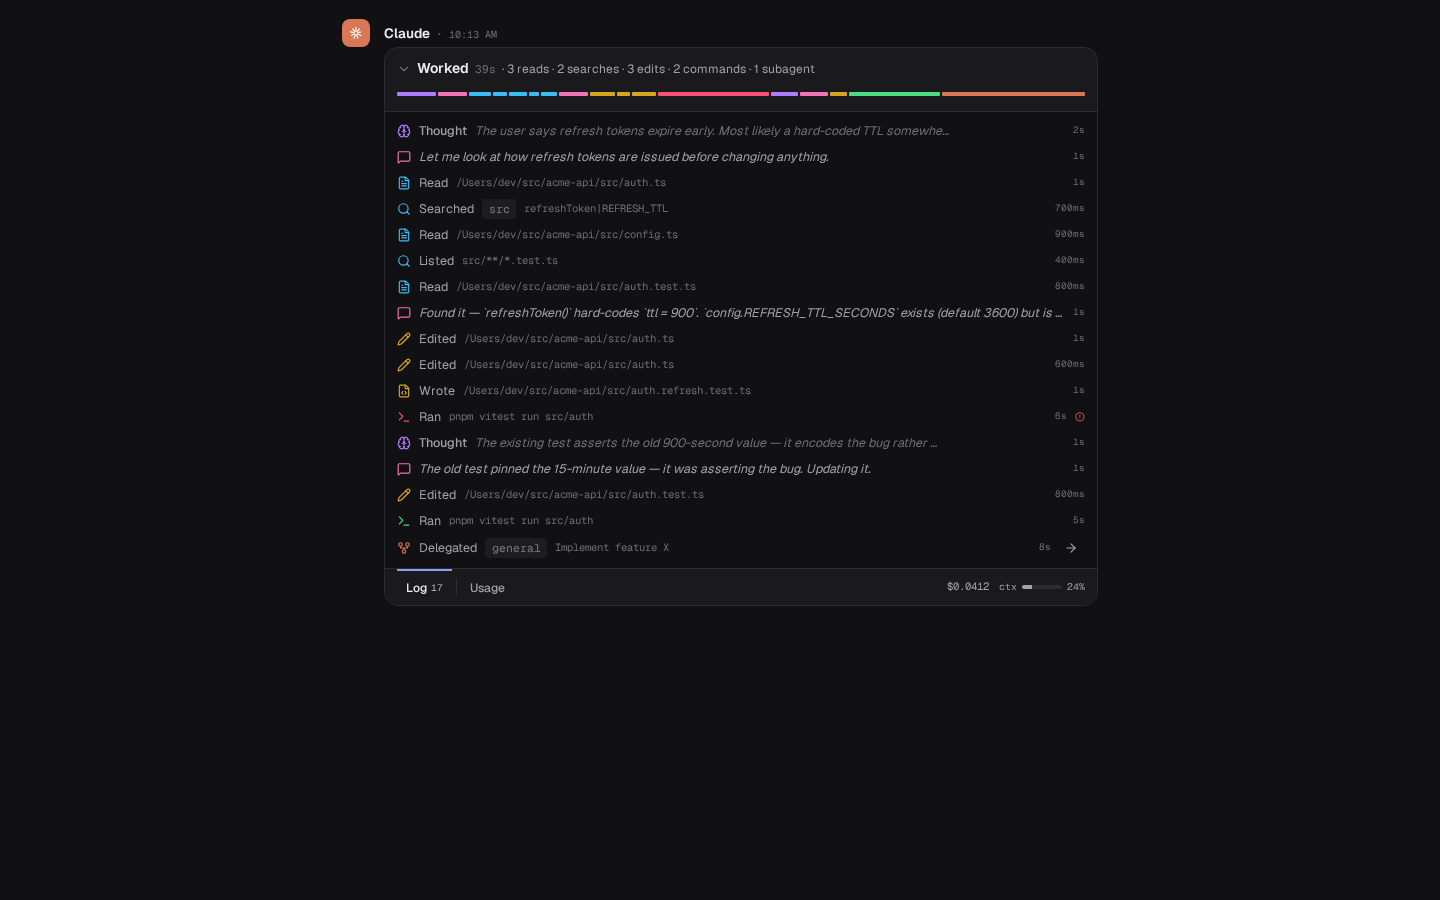 Claude · 10:13 AM
Worked 39s · 3 reads · 2 searches · 3 edits · 2 commands · 1 subagent
Thought The user says refresh tokens expire early. Most likely a hard-coded TTL somewhe… 2s
Let me look at how refresh tokens are issued before changing anything. 1s
Read /Users/dev/src/acme-api/src/auth.ts 1s
Searched src refreshToken|REFRESH_TTL 700ms
Read /Users/dev/src/acme-api/src/config.ts 900ms
Listed src/**/*.test.ts 400ms
Read /Users/dev/src/acme-api/src/auth.test.ts 800ms
Found it — `refreshToken()` hard-codes `ttl = 900`. `config.REFRESH_TTL_SECONDS` exists (default 3600) but is … 1s
Edited /Users/dev/src/acme-api/src/auth.ts 1s
Edited /Users/dev/src/acme-api/src/auth.ts 600ms
Wrote /Users/dev/src/acme-api/src/auth.refresh.test.ts 1s
Ran pnpm vitest run src/auth 6s
Thought The existing test asserts the old 900-second value — it encodes the bug rather … 1s
The old test pinned the 15-minute value — it was asserting the bug. Updating it. 1s
Edited /Users/dev/src/acme-api/src/auth.test.ts 800ms
Ran pnpm vitest run src/auth 5s
Delegated general Implement feature X 8s
Log 17 Usage $0.0412 ctx 24%